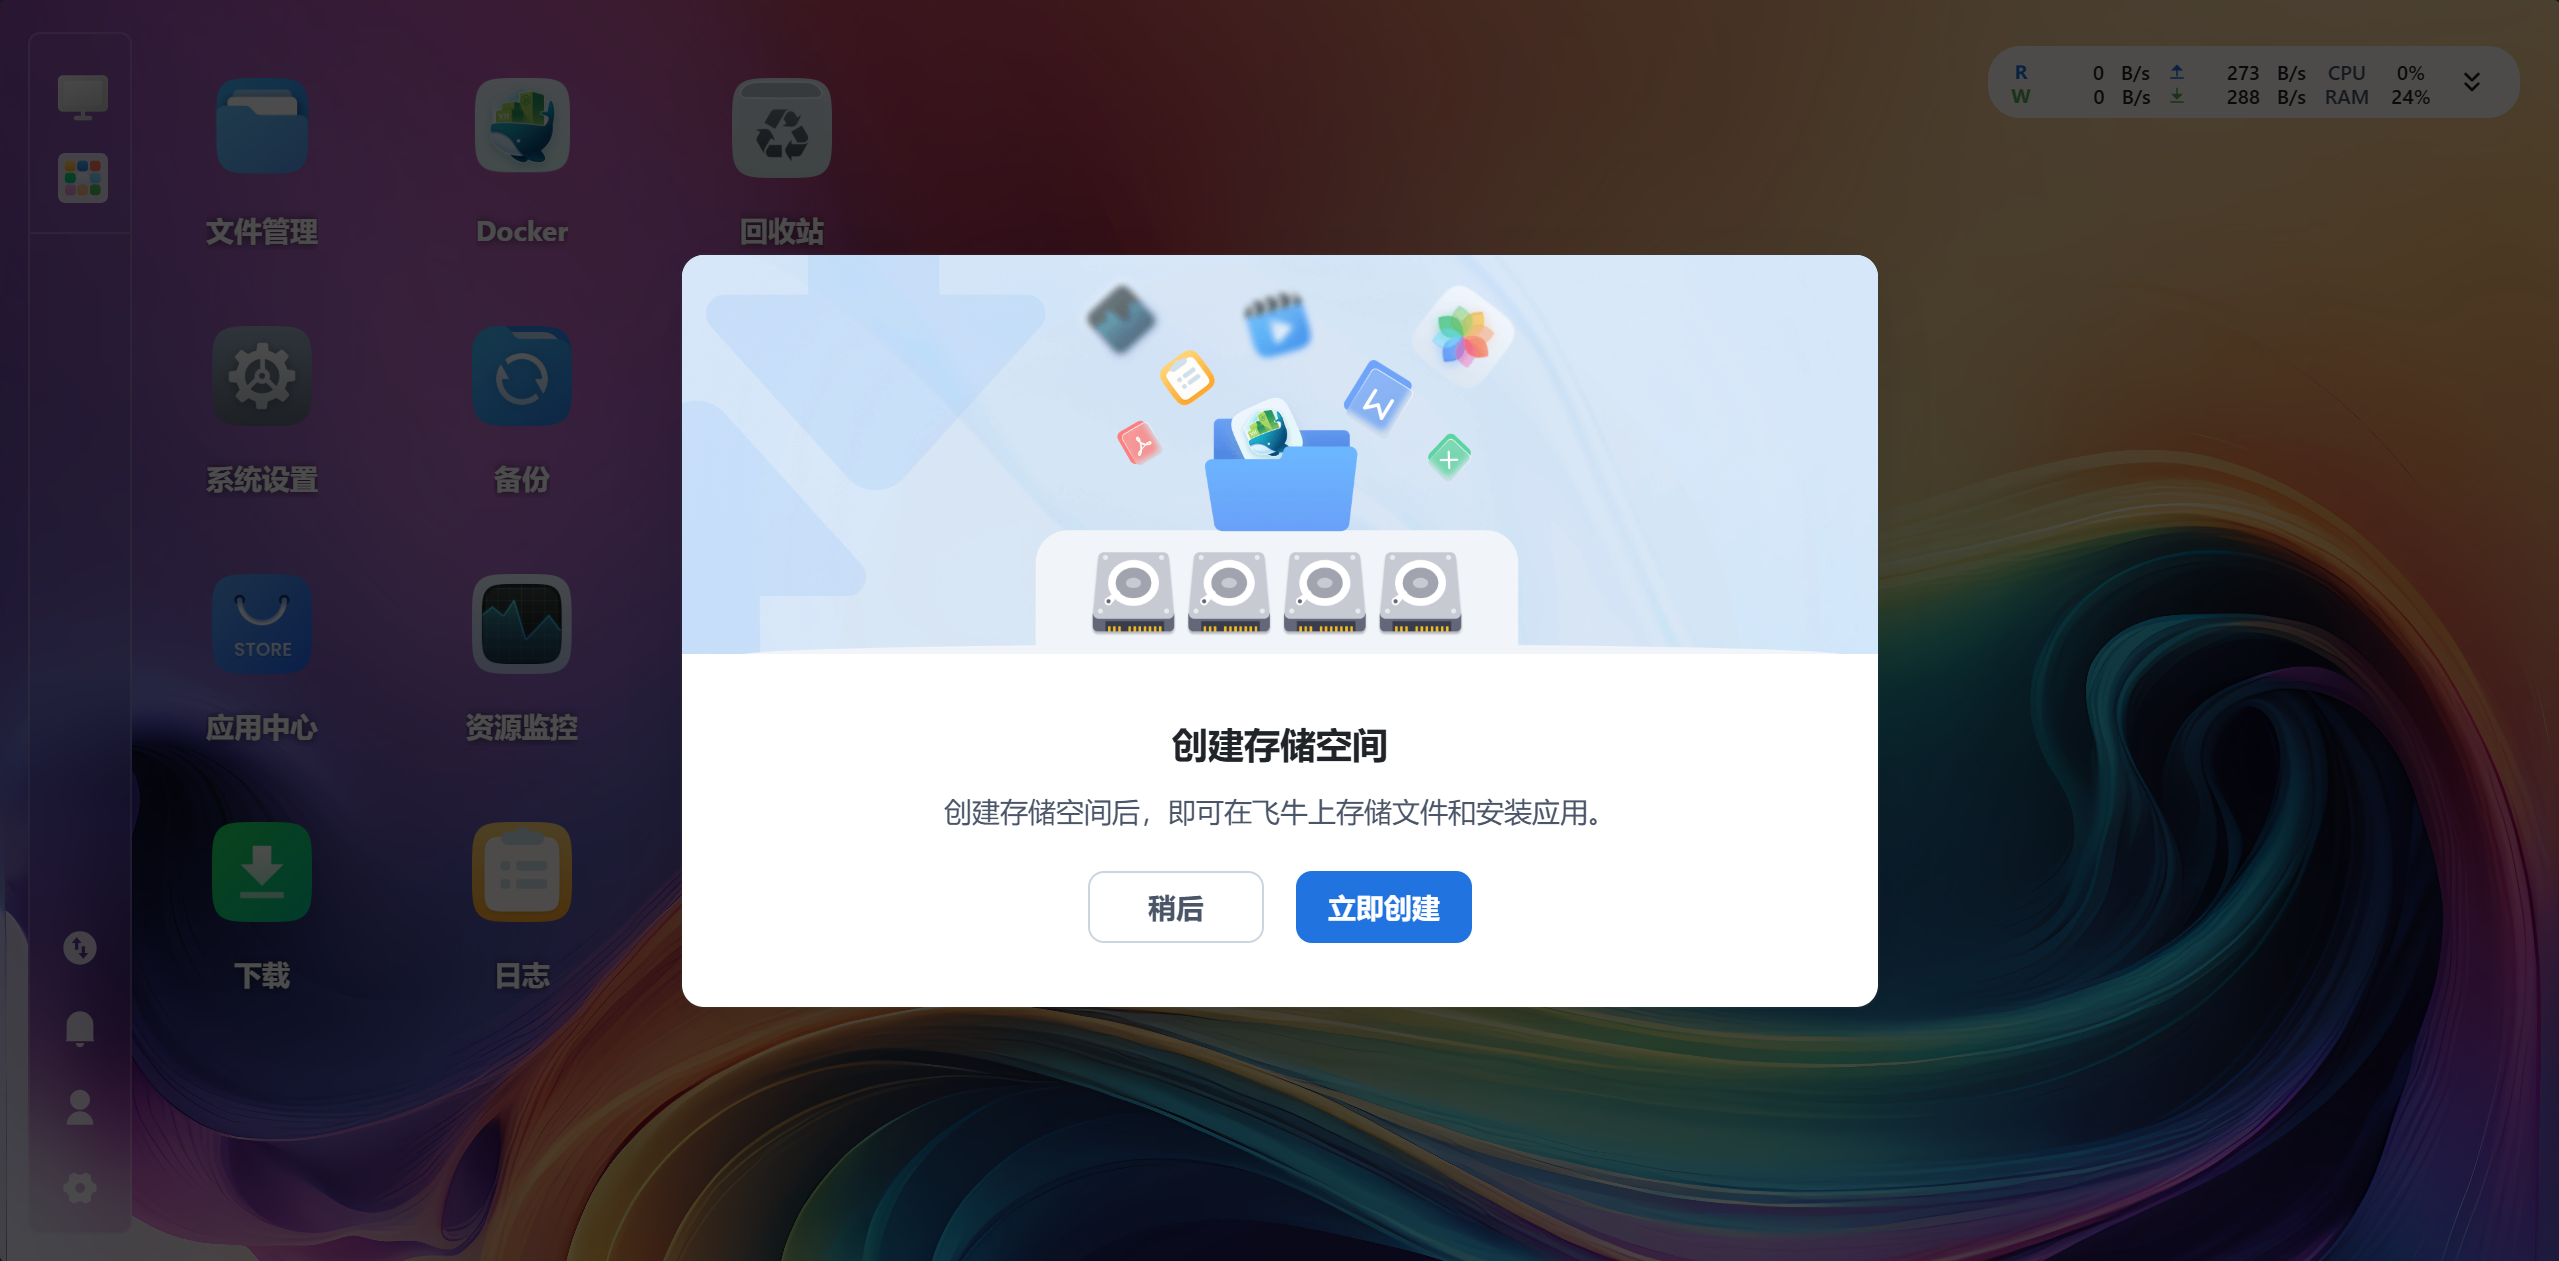 R 0 B/s 273 B/s CPU 0%
W 0 B/s 288 B/s RAM 24%
文件管理
Docker
回收站
系统设置
备份
STORE
应用中心
资源监控
下载
日志
创建存储空间
创建存储空间后，即可在飞牛上存储文件和安装应用。
稍后
立即创建